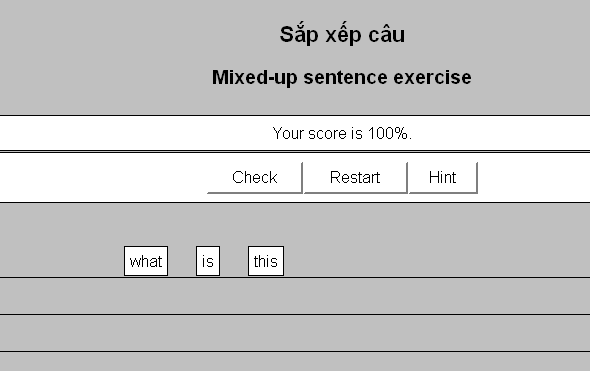 Sắp xếp câu
Mixed-up sentence exercise
Your score is 100%.
Check Restart Hint
what is this